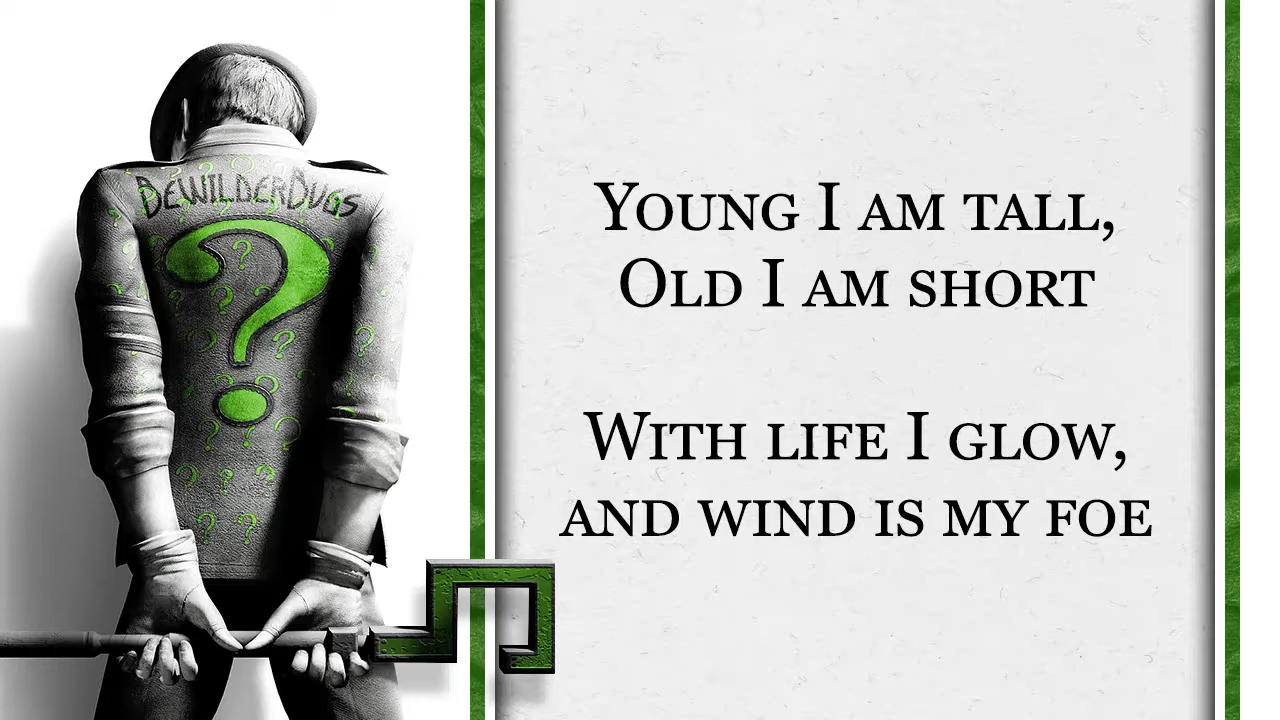 BewilderBugs
Young I am tall,
Old I am short
With life I glow,
and wind is my foe